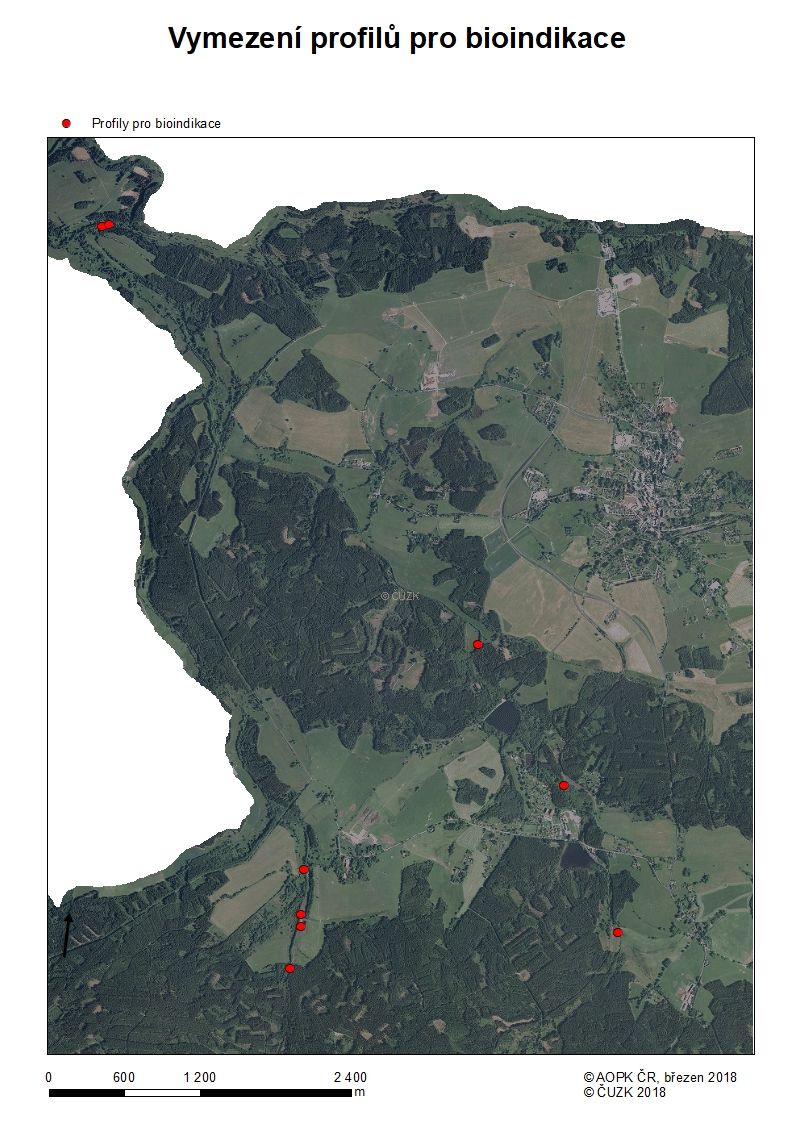 Vymezení profilů pro bioindikace
Profily pro bioindikace
© ČÚZK
0 600 1 200 2 400
m
© AOPK ČR, březen 2018
© ČUZK 2018